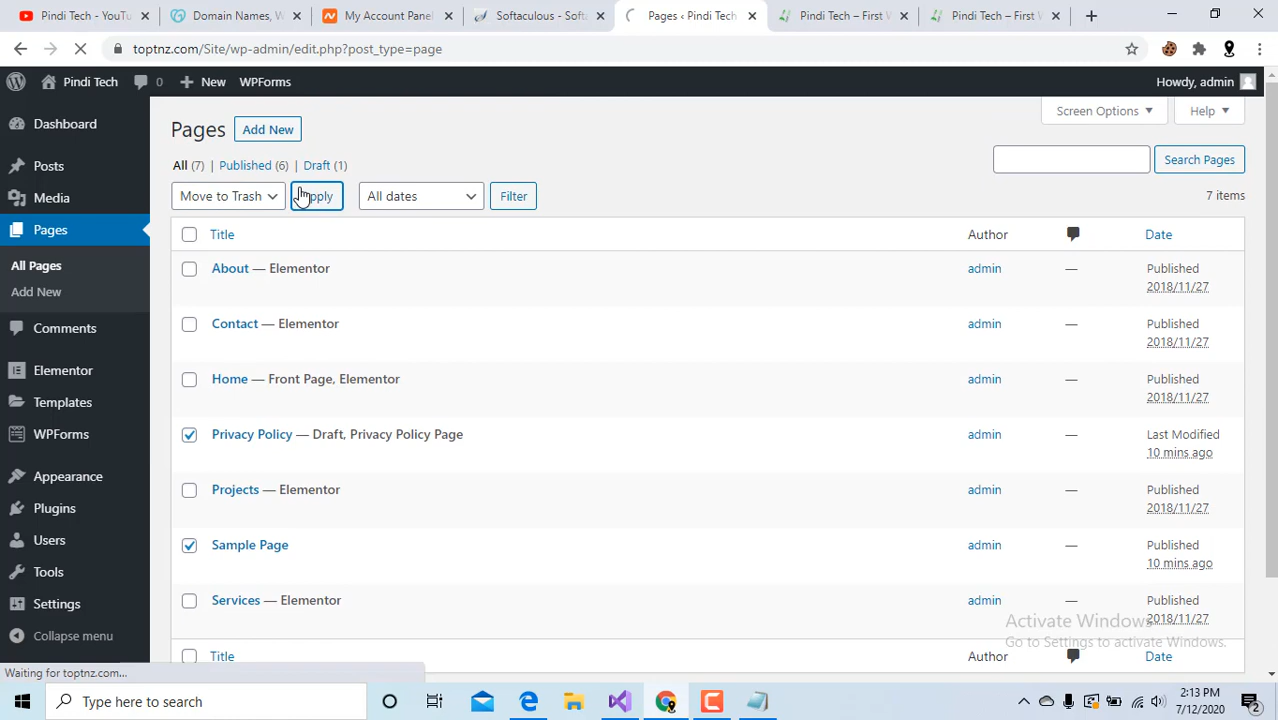 Tindi Tech - YouTu
Domain Names, W
My Account Panel
Softaculous - Soft
Pages ‹ Pindi Tech
Pindi Tech – First V
Pindi Tech – First W
toptnz.com/Site/wp-admin/edit.php?post_type=page
Pindi Tech 0 New WPForms Howdy, admin
Dashboard
Posts
Media
Pages
All Pages
Add New
Comments
Elementor
Templates
WPForms
Appearance
Plugins
Users
Tools
Settings
Collapse menu
Screen Options Help
Pages Add New
All (7) | Published (6) | Draft (1)
Search Pages
Move to Trash All dates Filter 7 items
Title Author Date
About — Elementor admin — Published
2018/11/27
Contact — Elementor admin — Published
2018/11/27
Home — Front Page, Elementor admin — Published
2018/11/27
Privacy Policy — Draft, Privacy Policy Page admin — Last Modified
10 mins ago
Projects — Elementor admin — Published
2018/11/27
Sample Page admin — Published
10 mins ago
Services — Elementor admin — Published
2018/11/27
Title Author Date
Activate Windows
Go to Settings to activate Windows.
Waiting for toptnz.com...
Type here to search
2:13 PM
7/12/2020
2